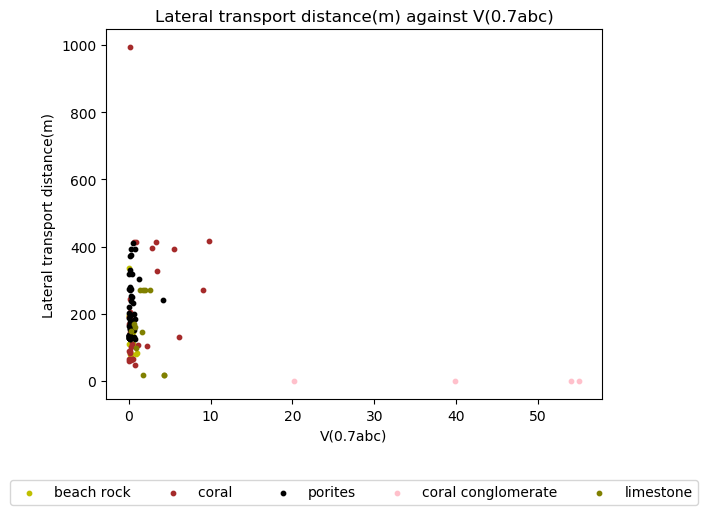 Lateral transport distance(m) against V(0.7abc)
1000
800
600
400
200
0
Lateral transport distance(m)
0 10 20 30 40 50
V(0.7abc)
beach rock coral porites coral conglomerate limestone